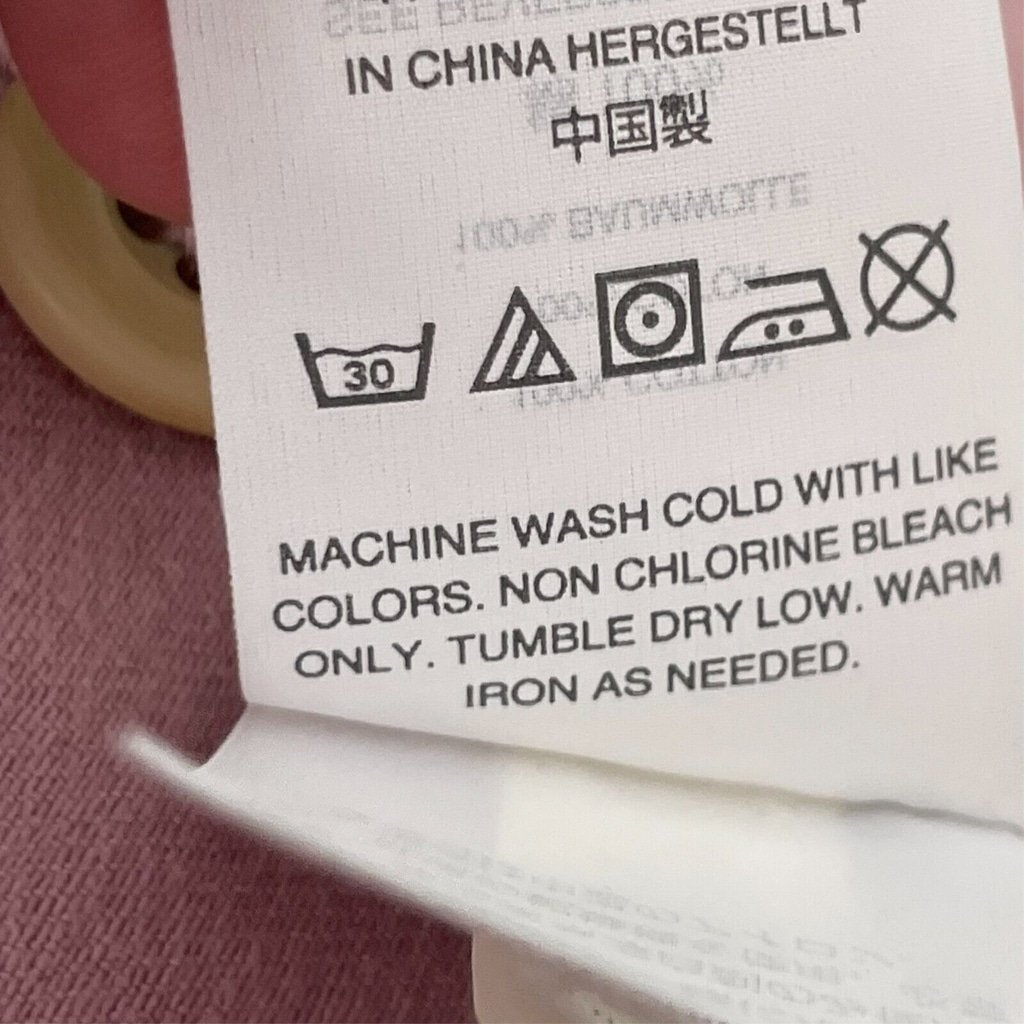 IN CHINA HERGESTELLT
中国製
30
MACHINE WASH COLD WITH LIKE
COLORS. NON CHLORINE BLEACH
ONLY. TUMBLE DRY LOW. WARM
IRON AS NEEDED.